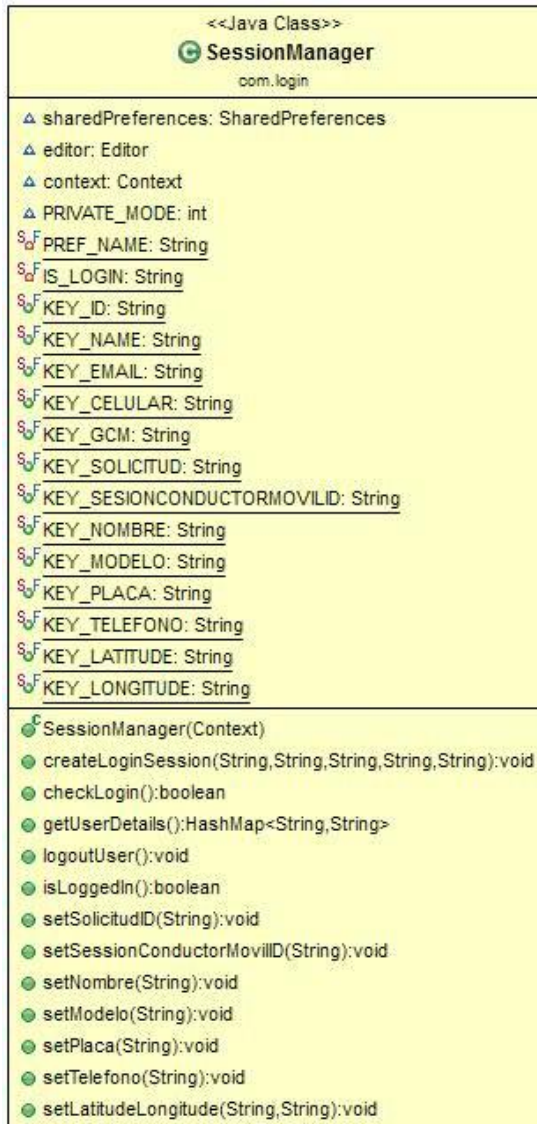 <<Java Class>>
SessionManager
com.login
sharedPreferences: SharedPreferences
editor: Editor
context: Context
PRIVATE_MODE: int
PREF_NAME: String
IS_LOGIN: String
KEY_ID: String
KEY_NAME: String
KEY_EMAIL: String
KEY_CELULAR: String
KEY_GCM: String
KEY_SOLICITUD: String
KEY_SESIONCONDUCTORMOVILID: String
KEY_NOMBRE: String
KEY_MODELO: String
KEY_PLACA: String
KEY_TELEFONO: String
KEY_LATITUDE: String
KEY_LONGITUDE: String
SessionManager(Context)
createLoginSession(String,String,String,String,String):void
checkLogin():boolean
getUserDetails():HashMap<String,String>
logoutUser():void
isLoggedIn():boolean
setSolicitudID(String):void
setSessionConductorMovilID(String):void
setNombre(String):void
setModelo(String):void
setPlaca(String):void
setTelefono(String):void
setLatitudeLongitude(String,String):void